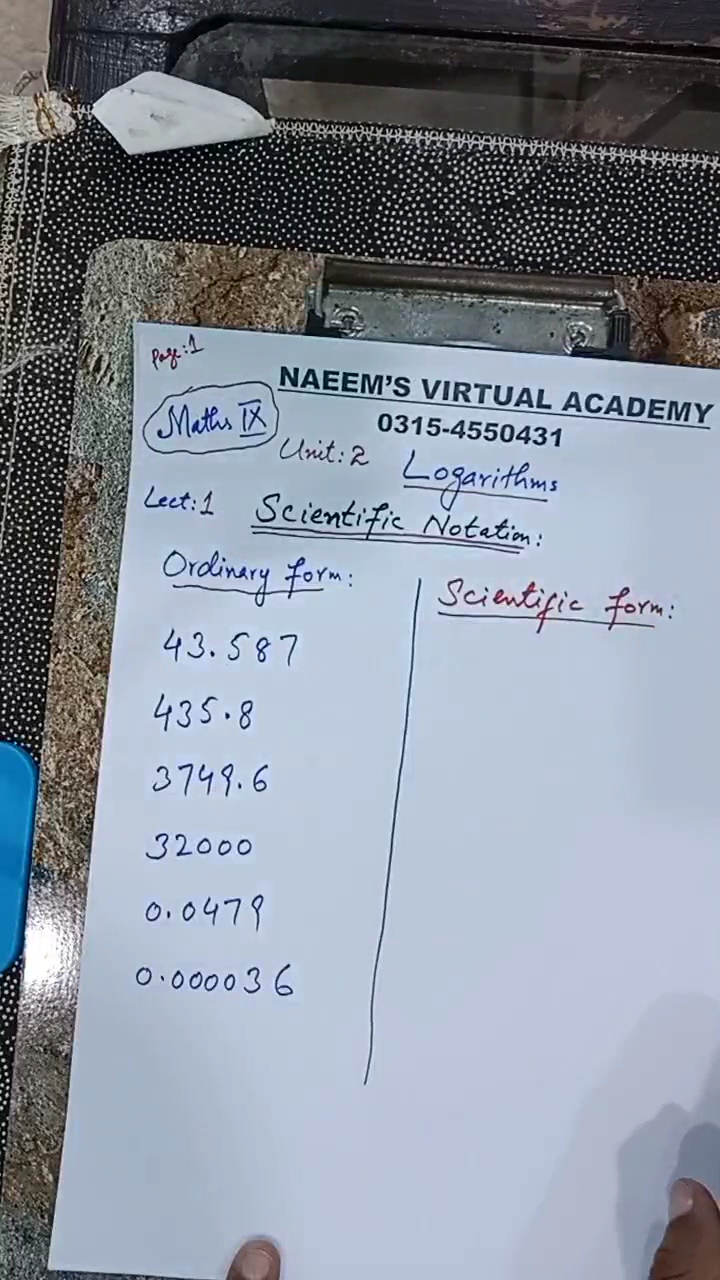 Page:1
NAEEM'S VIRTUAL ACADEMY
0315-4550431
Maths IX
Unit:2 Logarithms
Lect:1 Scientific Notation:
Ordinary form:
Scientific form:
43.587
435.8
3749.6
32000
0.0479
0.000036